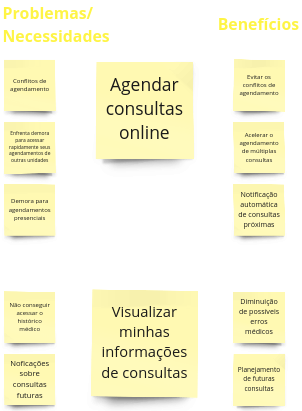 Problemas/
Necessidades
Benefícios
Conflitos de
agendamento
Agendar
consultas
online
Evitar os
conflitos de
agendamento
Enfrenta demora
para acessar
rapidamente seus
agendamentos de
outras unidades
Acelerar o
agendamento
de múltiplas
consultas
Demora para
agendamentos
presenciais
Notificação
automática
de consultas
próximas
Não conseguir
acessar o
histórico
médico
Visualizar
minhas
informações
de consultas
Diminuição
de possíveis
erros
médicos
Noficações
sobre
consultas
futuras
Planejamento
de futuras
consultas